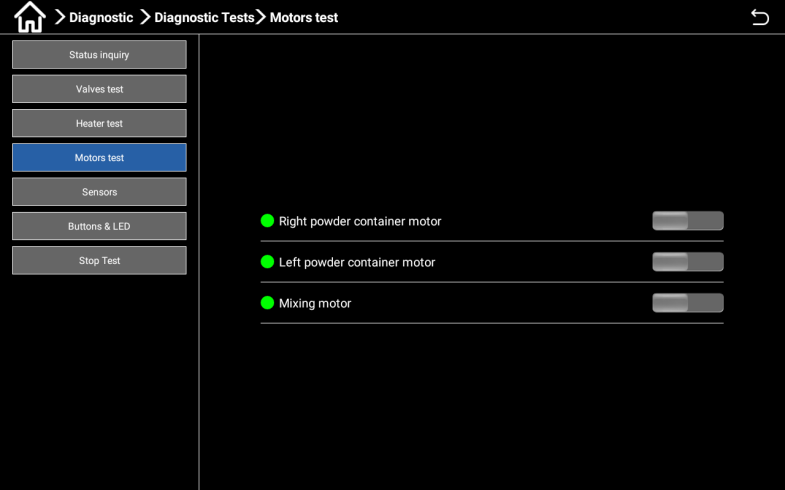 Diagnostic Diagnostic Tests Motors test
Status inquiry
Valves test
Heater test
Motors test
Sensors
Buttons & LED
Stop Test
Right powder container motor
Left powder container motor
Mixing motor